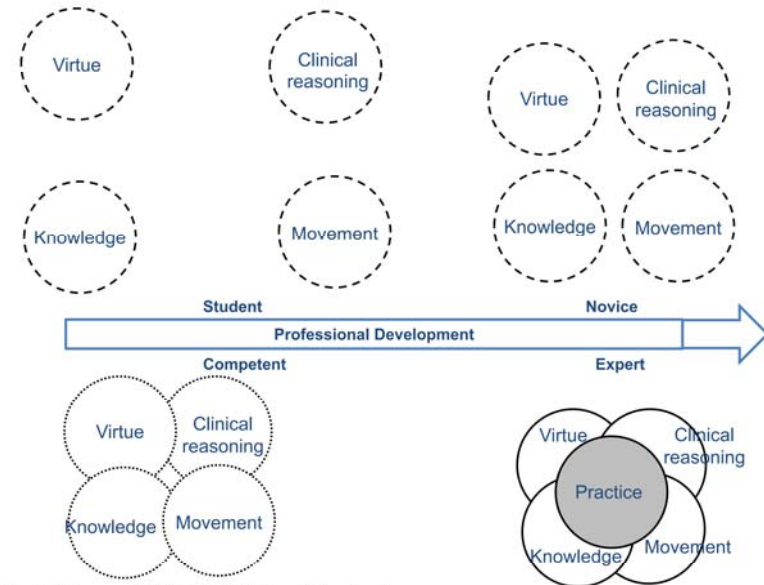 Virtue
Clinical
reasoning
Knowledge
Movement
Virtue
Clinical
reasoning
Knowledge
Movement
Student
Novice
Professional Development
Competent
Expert
Virtue
Clinical
reasoning
Knowledge
Movement
Virtue
Clinical
reasoning
Practice
Knowledge
Movement